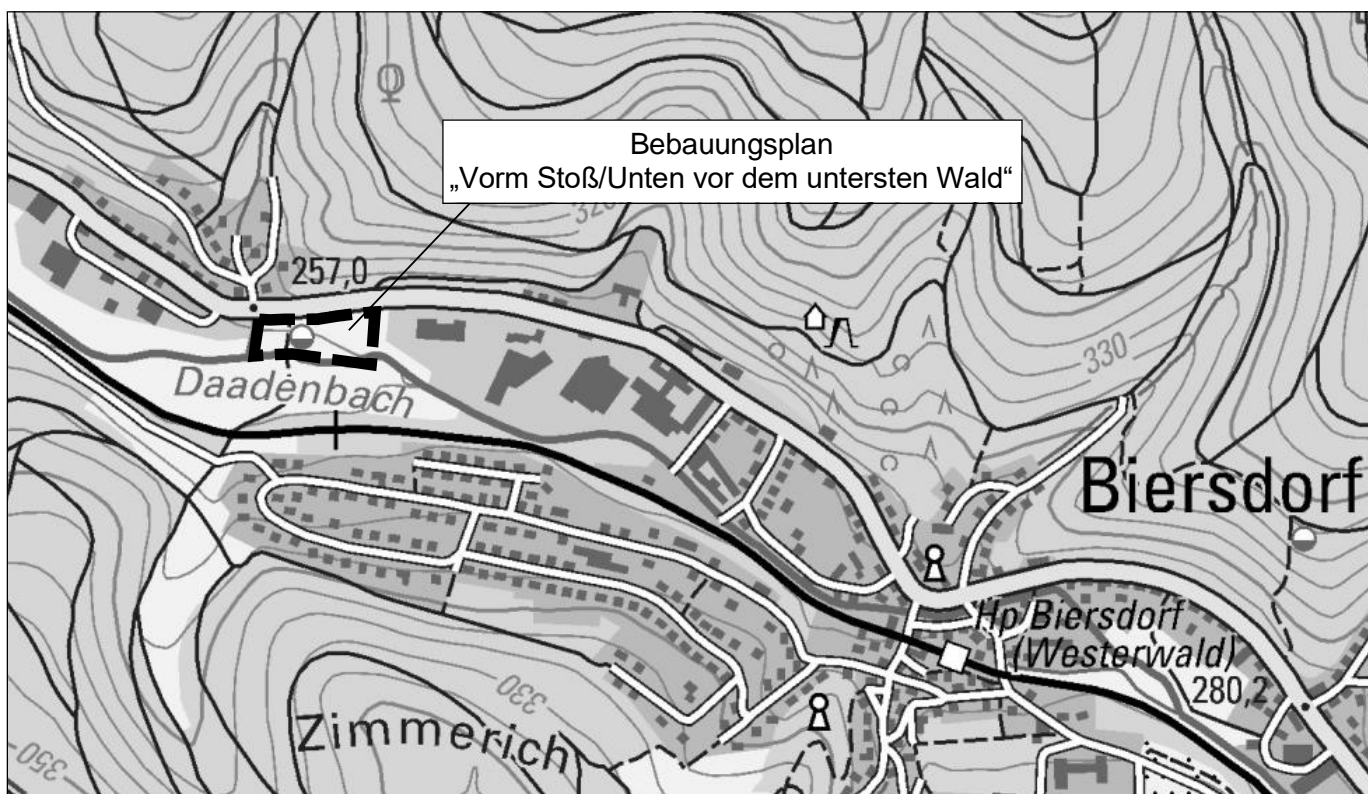 Bebauungsplan
„Vorm Stoß/Unten vor dem untersten Wald“
320
257,0
Daadenbach
330
Biersdorf
Hp Biersdorf
(Westerwald)
280,2
330
Zimmerich
350